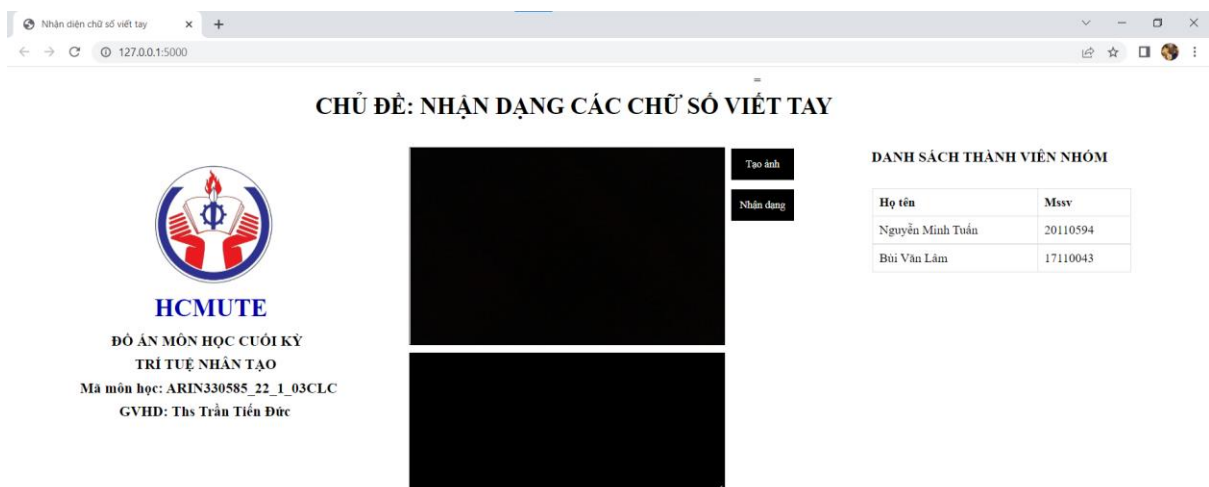 Nhận diện chữ số viết tay
127.0.0.1:5000
=
CHỦ ĐỀ: NHẬN DẠNG CÁC CHỮ SỐ VIẾT TAY
HCMUTE
ĐỒ ÁN MÔN HỌC CUỐI KỲ
TRÍ TUỆ NHÂN TẠO
Mã môn học: ARIN330585_22_1_03CLC
GVHD: Ths Trần Tiến Đức
Tạo ảnh
Nhận dạng
DANH SÁCH THÀNH VIÊN NHÓM
Họ tên Mssv
Nguyễn Minh Tuấn 20110594
Bùi Văn Lâm 17110043